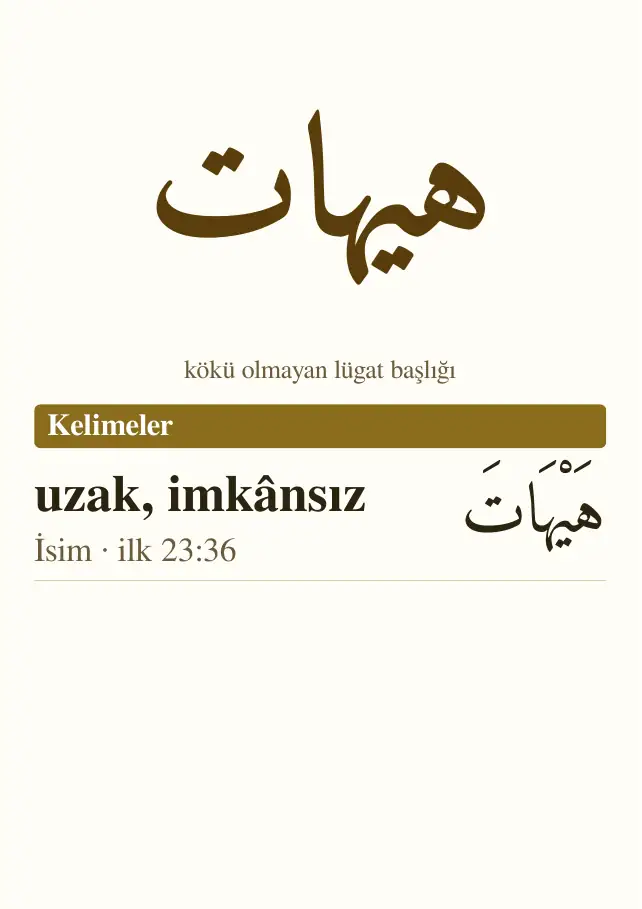 هيهات
kökü olmayan lügat başlığı
Kelimeler
uzak, imkânsız
هَيْهَاتَ
İsim · ilk 23:36